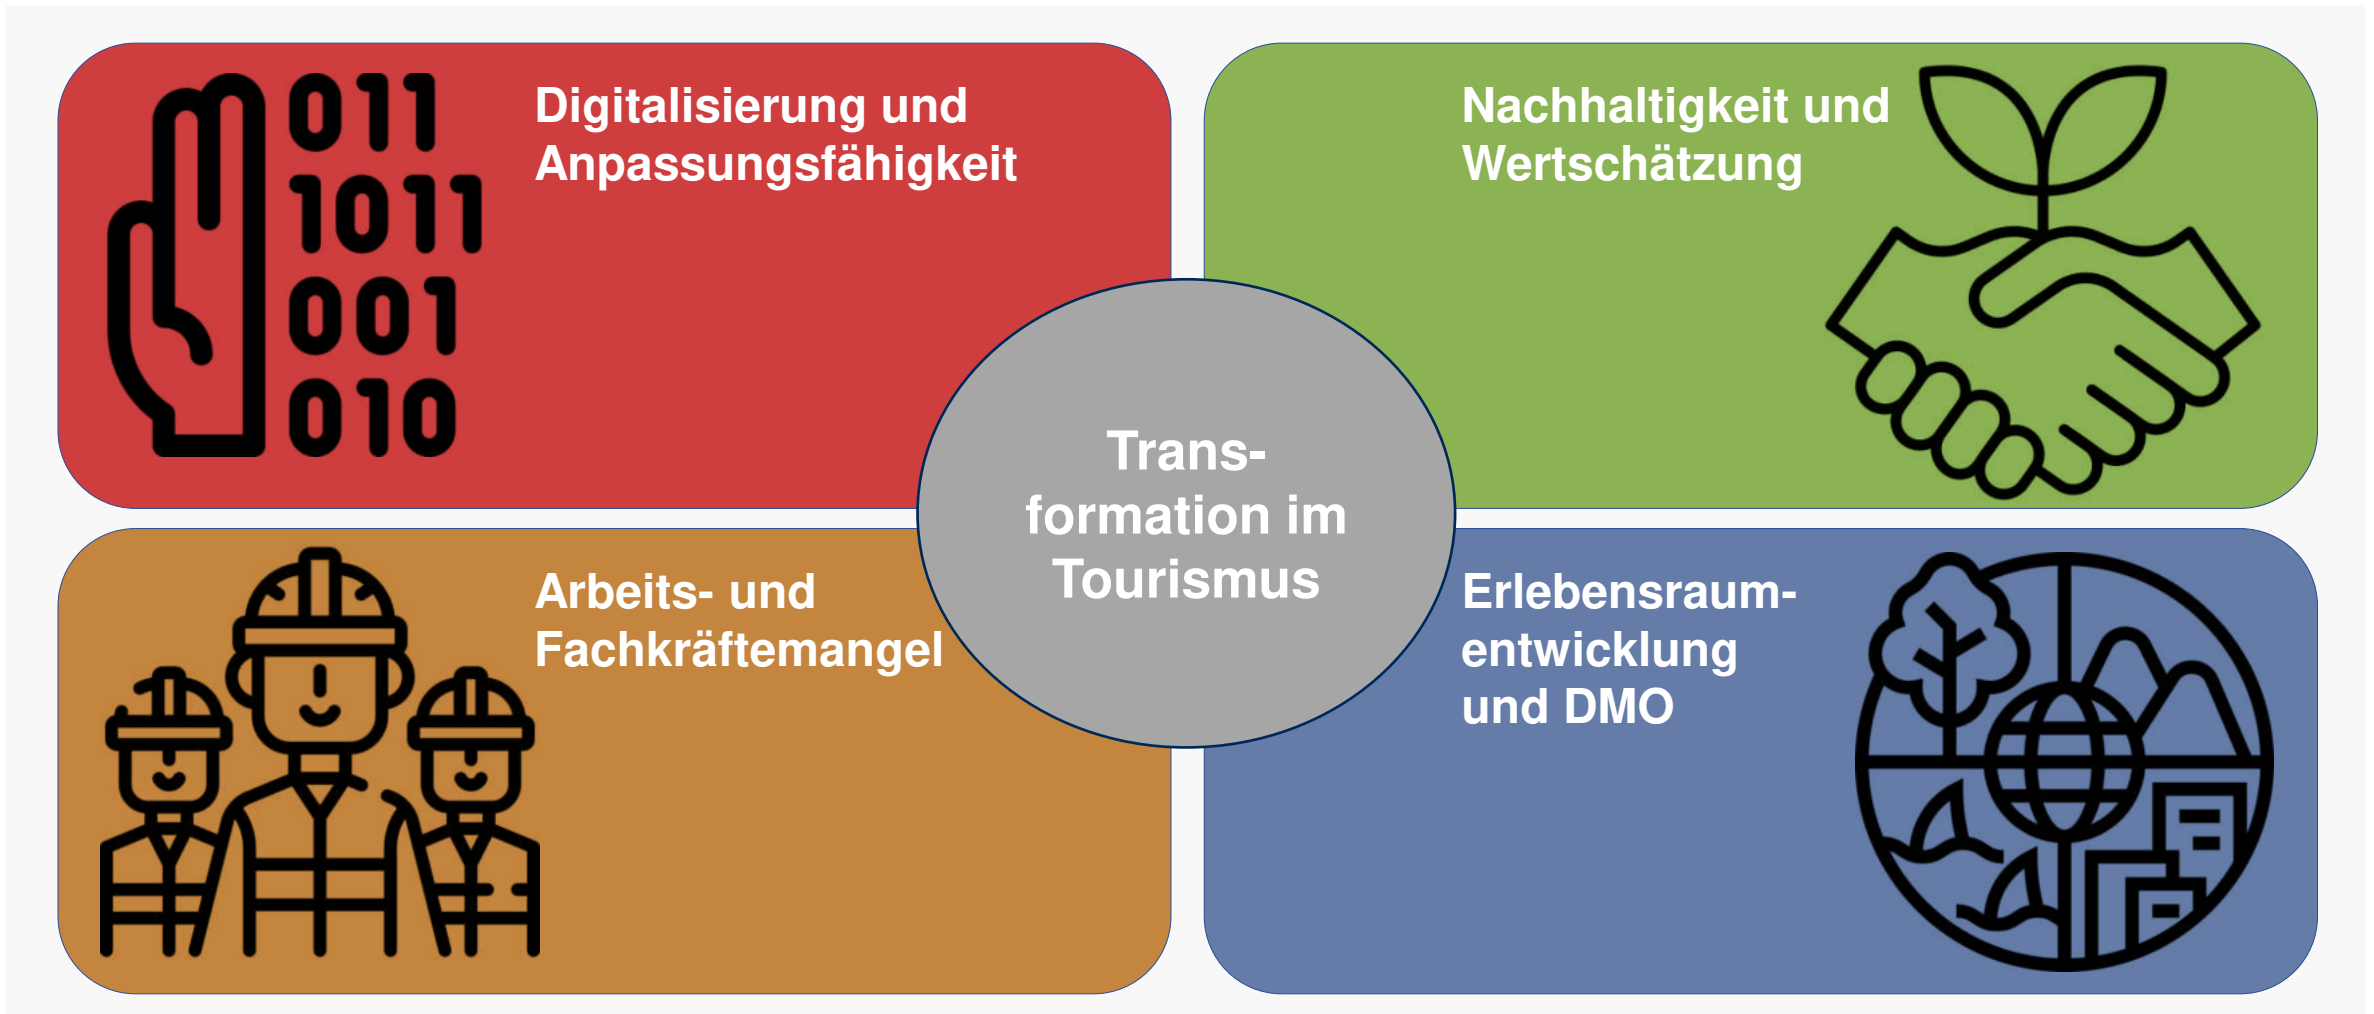 011
1011
001
010
Digitalisierung und
Anpassungsfähigkeit
Nachhaltigkeit und
Wertschätzung
Trans-
formation im
Tourismus
Arbeits- und
Fachkräftemangel
Erlebensraum-
entwicklung
und DMO